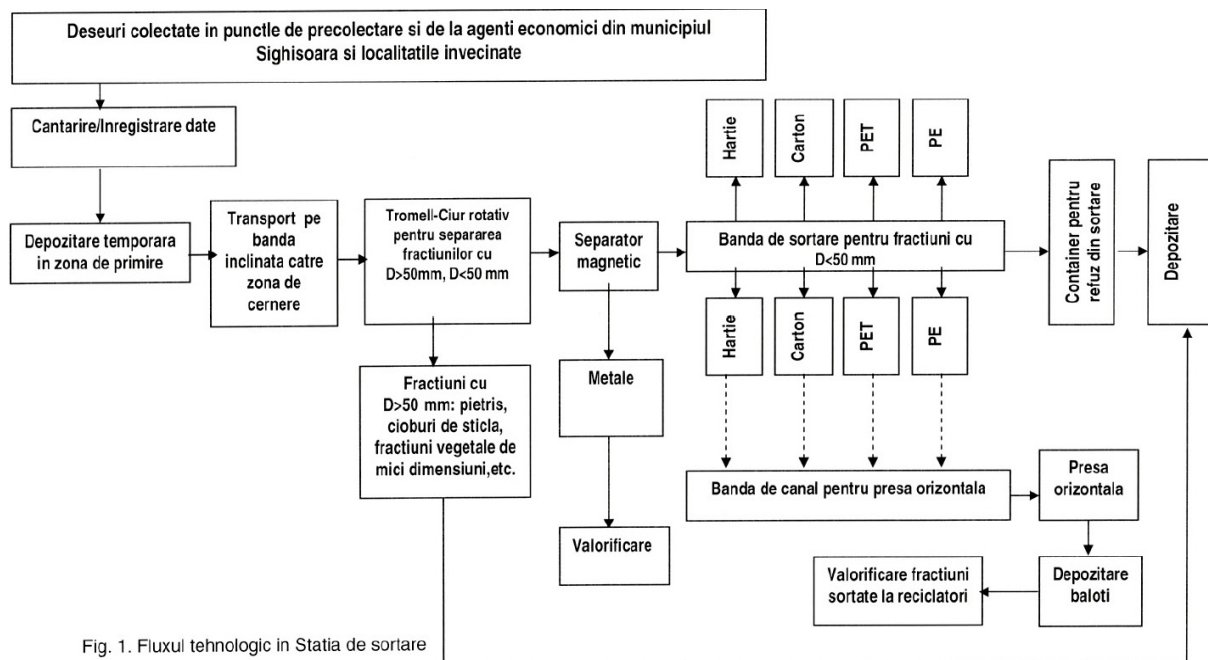 Deseuri colectate in punctle de precolectare si de la agenti economici din municipiul
Sighisoara si localitatile invecinate
Cantarire/Inregistrare date
Depozitare temporara
in zona de primire
Transport pe
banda
inclinata catre
zona de
cernere
Tromell-Ciur rotativ
pentru separarea
fractiunilor cu
D>50mm, D<50 mm
Separator
magnetic
Hartie
Carton
PET
PE
Banda de sortare pentru fractiuni cu
D<50 mm
Container pentru
refuz din sortare
Depozitare
Hartie
Carton
PET
PE
Fractiuni cu
D>50 mm: pietris,
cioburi de sticla,
fractiuni vegetale de
mici dimensiuni,etc.
Metale
Valorificare
Banda de canal pentru presa orizontala
Presa
orizontala
Depozitare
baloti
Valorificare fractiuni
sortate la reciclatori
Fig. 1. Fluxul tehnologic in Statia de sortare